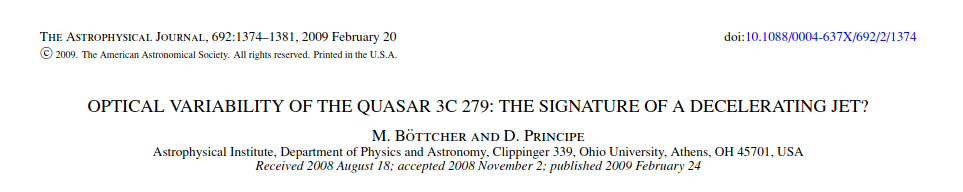 THE ASTROPHYSICAL JOURNAL, 692:1374–1381, 2009 February 20
doi:10.1088/0004-637X/692/2/1374
© 2009. The American Astronomical Society. All rights reserved. Printed in the U.S.A.
OPTICAL VARIABILITY OF THE QUASAR 3C 279: THE SIGNATURE OF A DECELERATING JET?
M. BÖTTCHER AND D. PRINCIPE
Astrophysical Institute, Department of Physics and Astronomy, Clippinger 339, Ohio University, Athens, OH 45701, USA
Received 2008 August 18; accepted 2008 November 2; published 2009 February 24